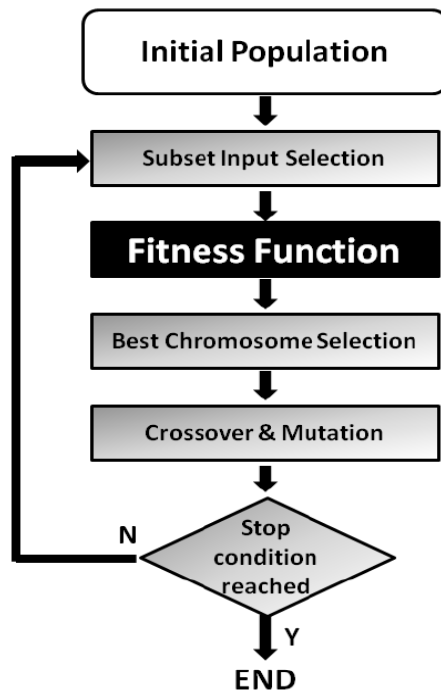 Initial Population
Subset Input Selection
Fitness Function
Best Chromosome Selection
Crossover & Mutation
Stop
condition
reached
N
Y
END